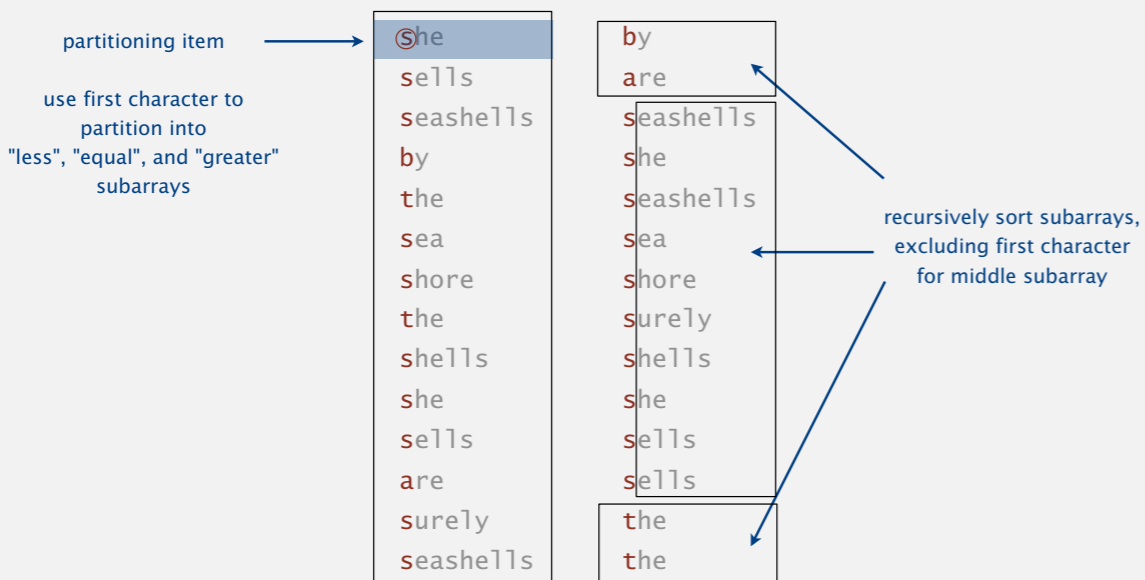 partitioning item
use first character to
partition into
"less", "equal", and "greater"
subarrays
she
sells
seashells
by
the
sea
shore
the
shells
she
sells
are
surely
seashells
by
are
seashells
she
seashells
sea
shore
surely
shells
she
sells
sells
the
the
recursively sort subarrays,
excluding first character
for middle subarray